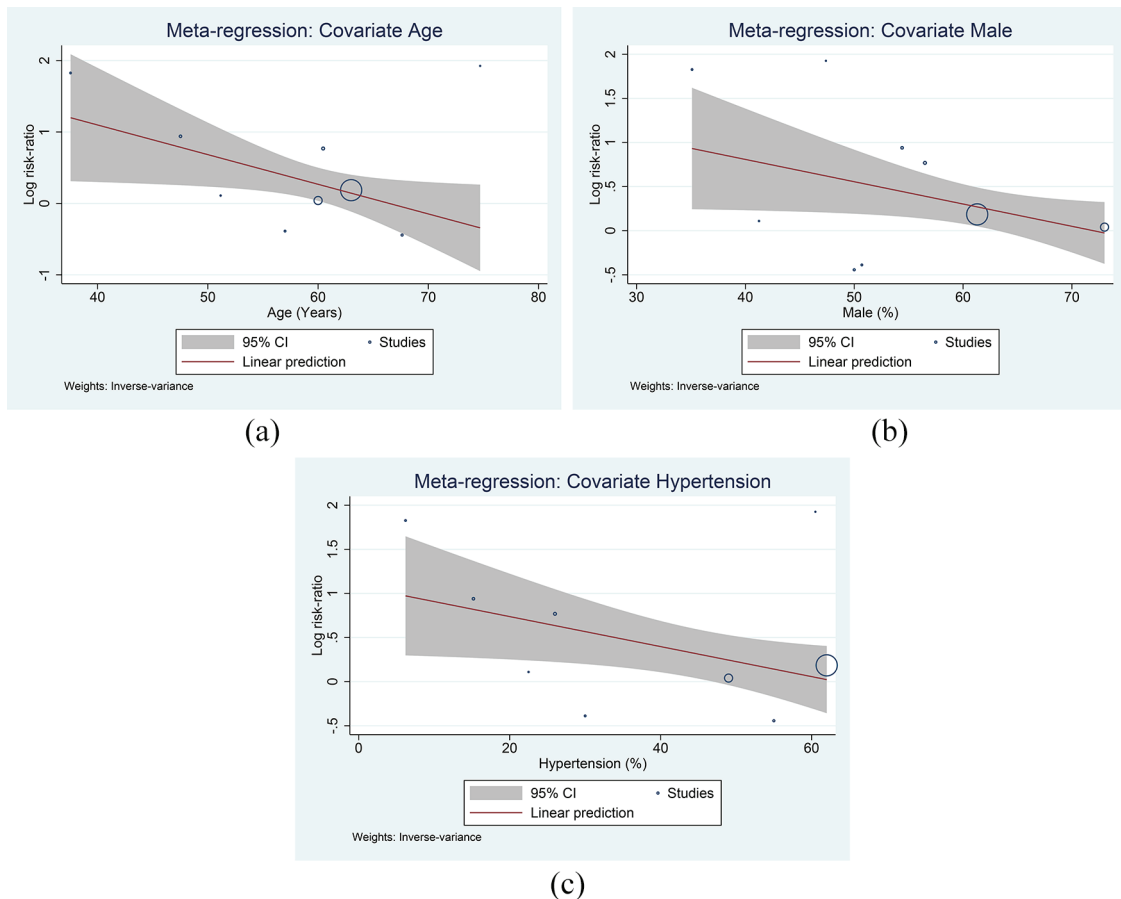 Meta-regression: Covariate Age
Log risk-ratio
2
1
0
-1
40 50 60 70 80
Age (Years)
95% CI Studies
Linear prediction
Weights: Inverse-variance
(a)
Meta-regression: Covariate Male
Log risk-ratio
2
1.5
1
.5
0
-.5
30 40 50 60 70
Male (%)
95% CI Studies
Linear prediction
Weights: Inverse-variance
(b)
Meta-regression: Covariate Hypertension
Log risk-ratio
2
1.5
1
.5
0
-.5
0 20 40 60
Hypertension (%)
95% CI Studies
Linear prediction
Weights: Inverse-variance
(c)